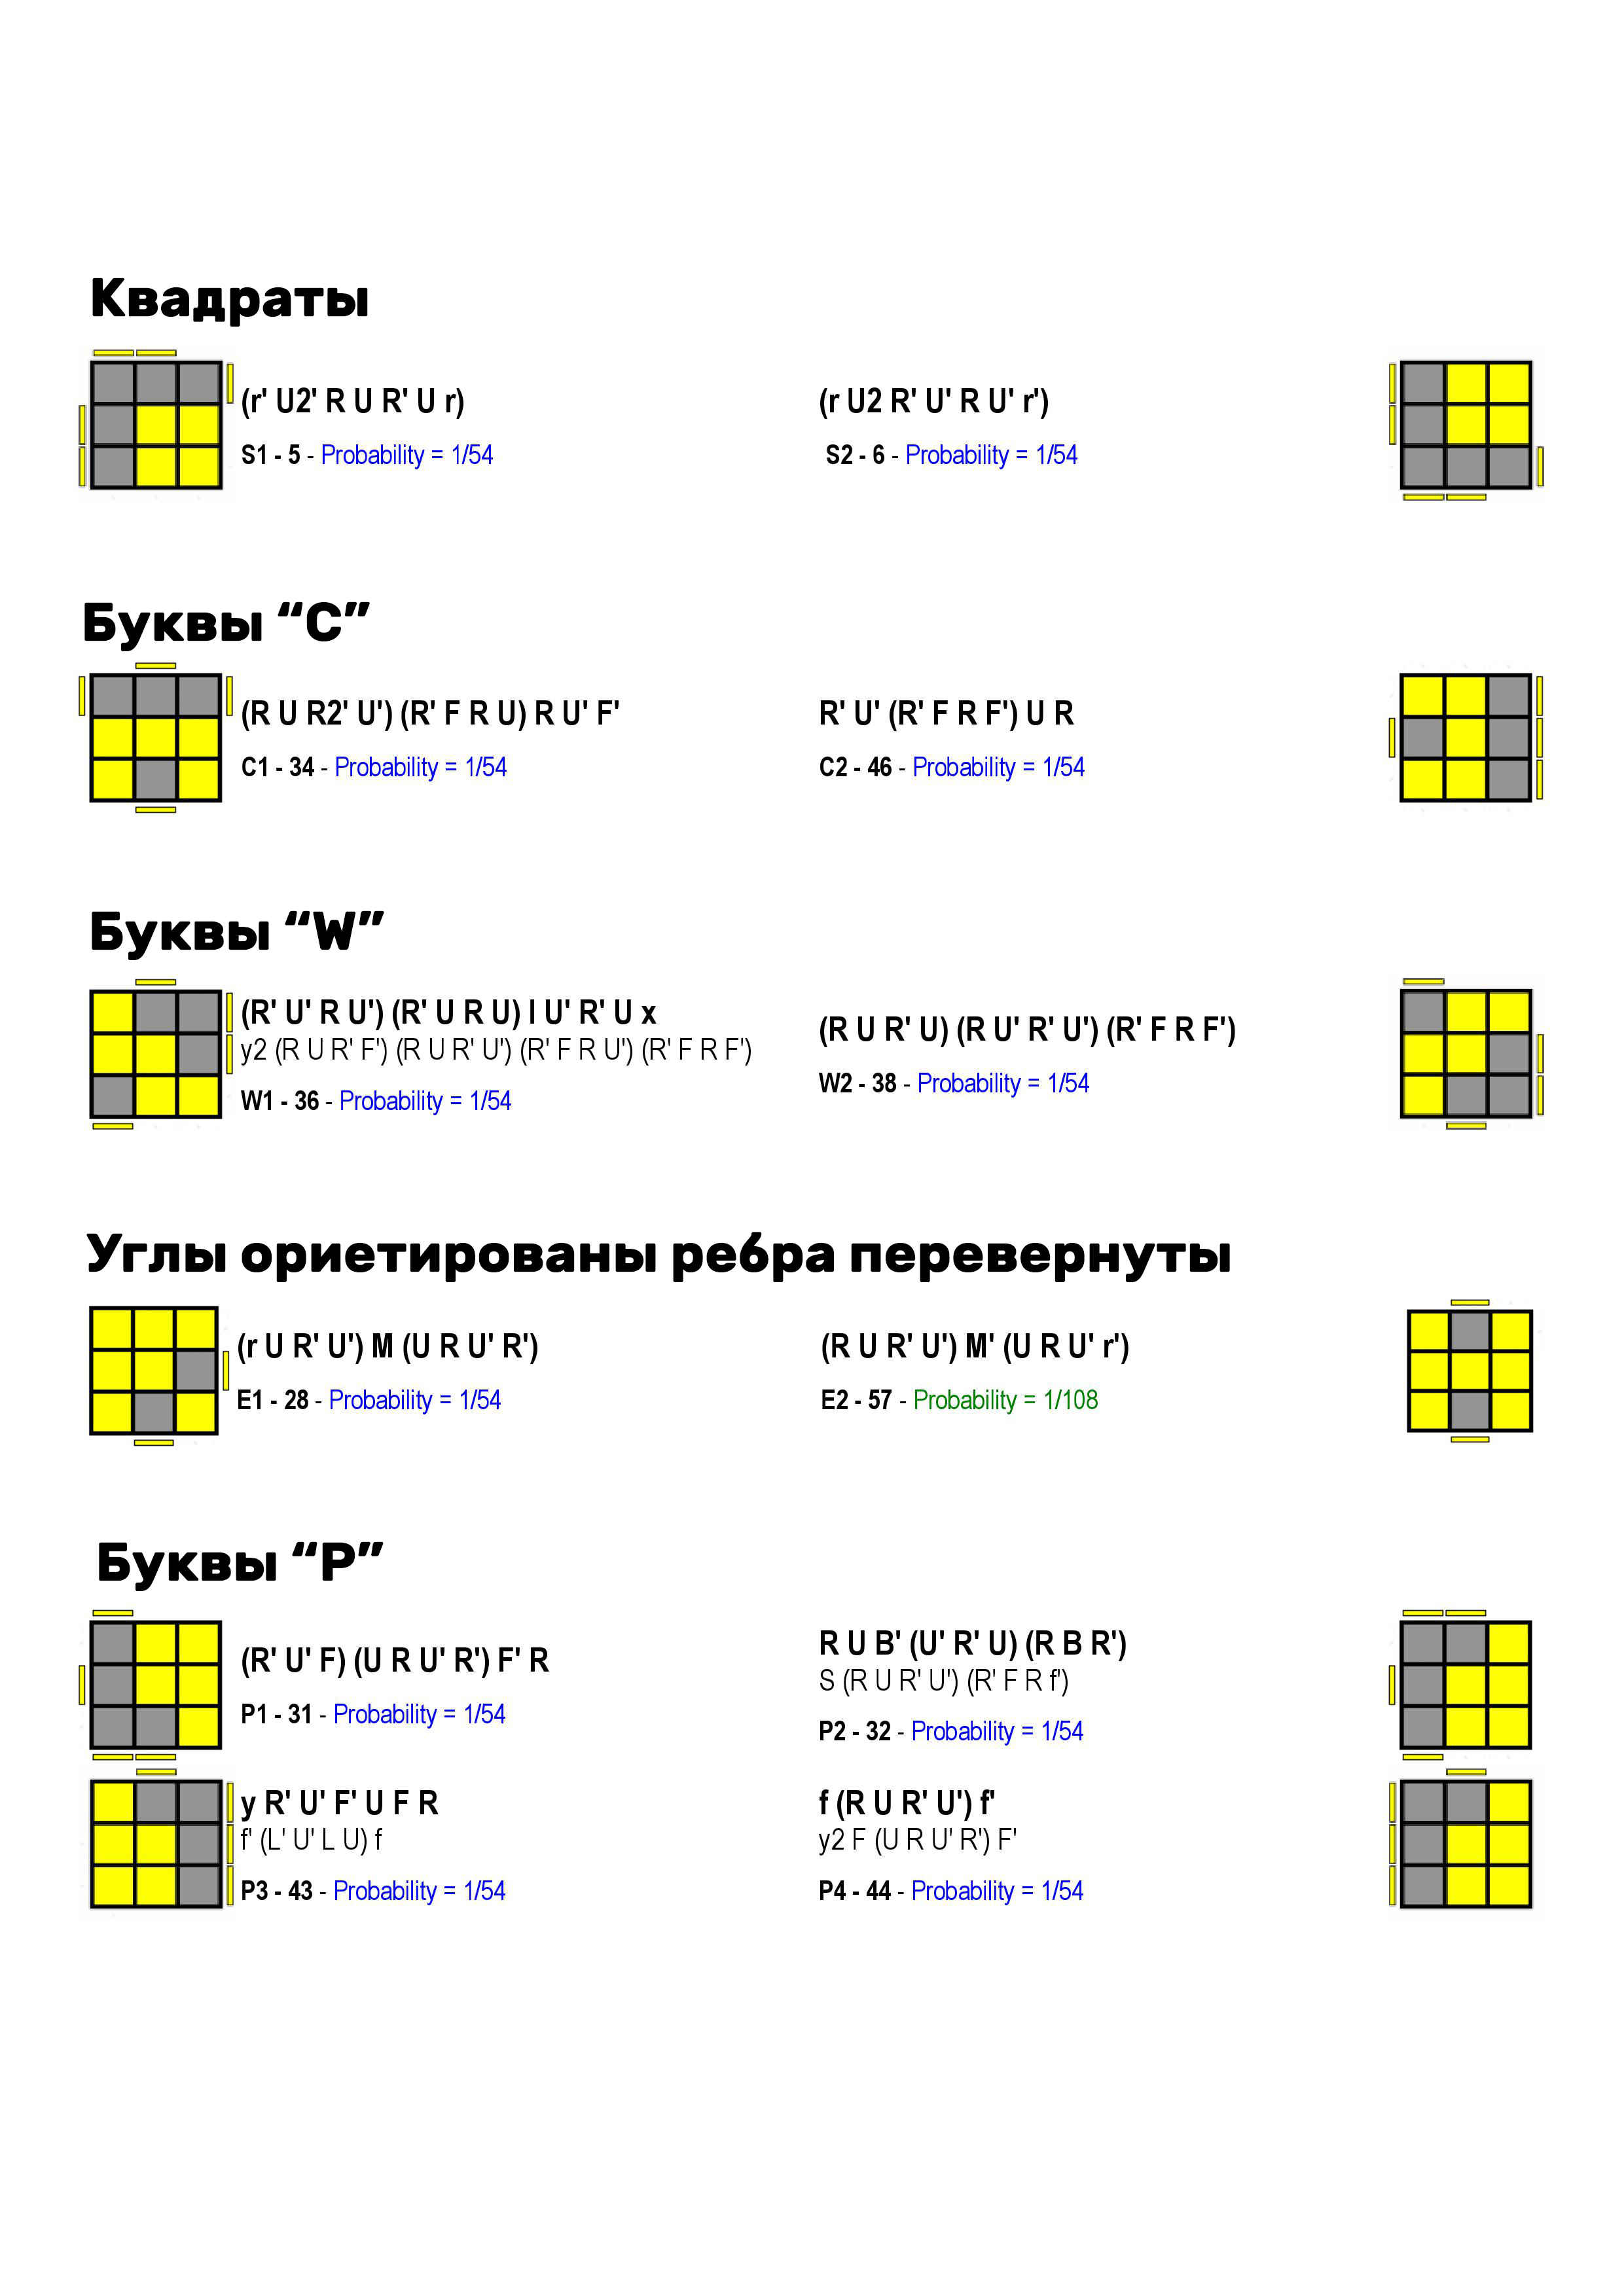 Квадраты
(r' U2' R U R' U r)
S1 - 5 - Probability = 1/54
(r U2 R' U' R U' r')
S2 - 6 - Probability = 1/54
Буквы “С”
(R U R2' U') (R' F R U) R U' F'
C1 - 34 - Probability = 1/54
R' U' (R' F R F') U R
C2 - 46 - Probability = 1/54
Буквы “W”
(R' U' R U') (R' U R U) l U' R' U x
y2 (R U R' F') (R U R' U') (R' F R U') (R' F R F')
W1 - 36 - Probability = 1/54
(R U R' U) (R U' R' U') (R' F R F')
W2 - 38 - Probability = 1/54
Углы ориетированы ребра перевернуты
(r U R' U') M (U R U' R')
E1 - 28 - Probability = 1/54
(R U R' U') M' (U R U' r')
E2 - 57 - Probability = 1/108
Буквы “Р”
(R' U' F) (U R U' R') F' R
P1 - 31 - Probability = 1/54
R U B' (U' R' U) (R B R')
S (R U R' U') (R' F R f')
P2 - 32 - Probability = 1/54
y R' U' F' U F R
f' (L' U' L U) f
P3 - 43 - Probability = 1/54
f (R U R' U') f'
y2 F (U R U' R') F'
P4 - 44 - Probability = 1/54